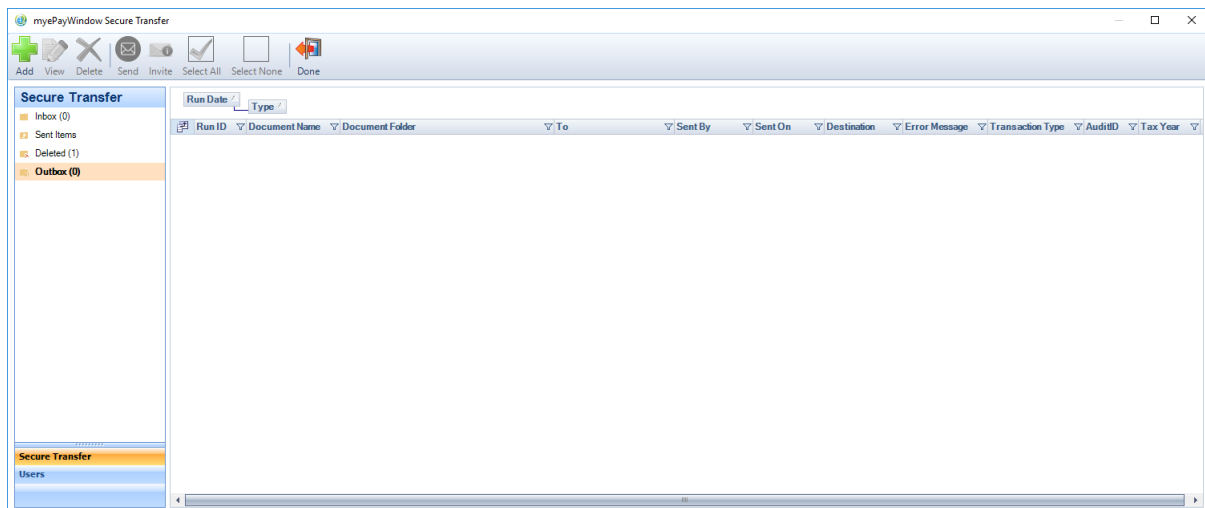 myePayWindow Secure Transfer
Add View Delete Send Invite Select All Select None Done
Secure Transfer
Inbox (0)
Sent Items
Deleted (1)
Outbox (0)
Secure Transfer
Users
Run Date
Type
Run ID Document Name Document Folder To Sent By Sent On Destination Error Message Transaction Type AuditID Tax Year